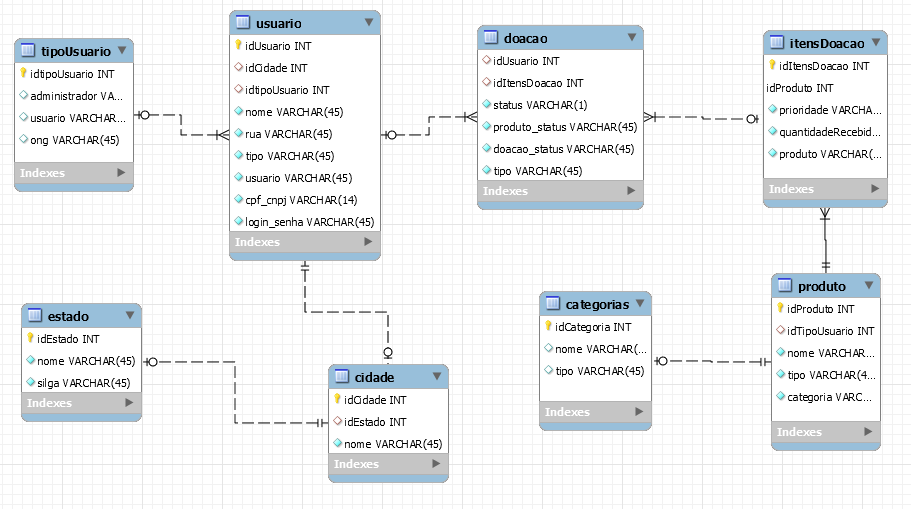 tipoUsuario
idtipoUsuario INT
administrador VA...
usuario VARCHAR...
ong VARCHAR(45)
Indexes
usuario
idUsuario INT
idCidade INT
idtipoUsuario INT
nome VARCHAR(45)
rua VARCHAR(45)
tipo VARCHAR(45)
usuario VARCHAR(45)
cpf_cnpj VARCHAR(14)
login_senha VARCHAR(45)
Indexes
doacao
idUsuario INT
idItensDoacao INT
status VARCHAR(1)
produto_status VARCHAR(45)
doacao_status VARCHAR(45)
tipo VARCHAR(45)
Indexes
itensDoacao
idItensDoacao INT
idProduto INT
prioridade VARCHA...
quantidadeRecebid...
produto VARCHAR(...
Indexes
estado
idEstado INT
nome VARCHAR(45)
silga VARCHAR(45)
Indexes
cidade
idCidade INT
idEstado INT
nome VARCHAR(45)
Indexes
categorias
idCategoria INT
nome VARCHAR(...
tipo VARCHAR(45)
Indexes
produto
idProduto INT
idTipoUsuario INT
nome VARCHAR...
tipo VARCHAR(4...
categoria VARC...
Indexes